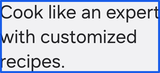 Cook like an expert
with customized
recipes.